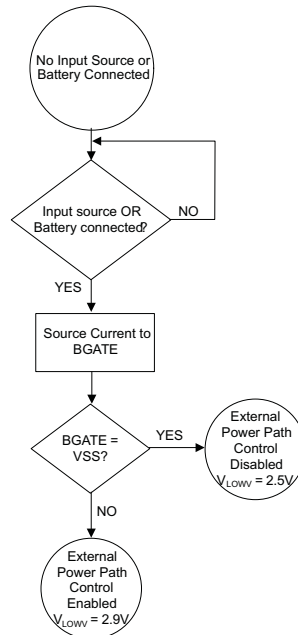 No Input Source or
Battery Connected
Input source OR
Battery connected?
NO
YES
Source Current to
BGATE
BGATE =
VSS?
YES
External
Power Path
Control
Disabled
VLOWV = 2.5V
NO
External
Power Path
Control
Enabled
VLOWV = 2.9V